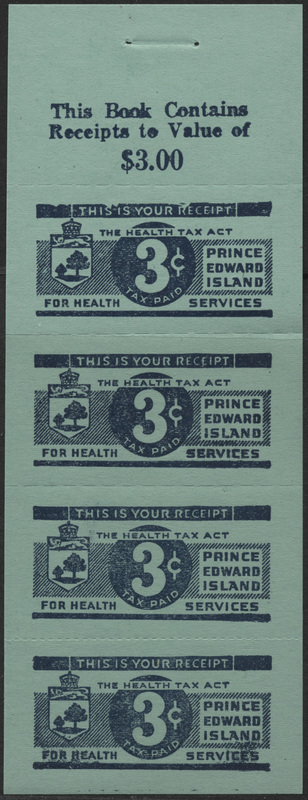 This Book Contains
Receipts to Value of
$3.00
THIS IS YOUR RECEIPT
THE HEALTH TAX ACT
3¢
TAX PAID
PRINCE
EDWARD
ISLAND
FOR HEALTH SERVICES
THIS IS YOUR RECEIPT
THE HEALTH TAX ACT
3¢
TAX PAID
PRINCE
EDWARD
ISLAND
FOR HEALTH SERVICES
THIS IS YOUR RECEIPT
THE HEALTH TAX ACT
3¢
TAX PAID
PRINCE
EDWARD
ISLAND
FOR HEALTH SERVICES
THIS IS YOUR RECEIPT
THE HEALTH TAX ACT
3¢
TAX PAID
PRINCE
EDWARD
ISLAND
FOR HEALTH SERVICES